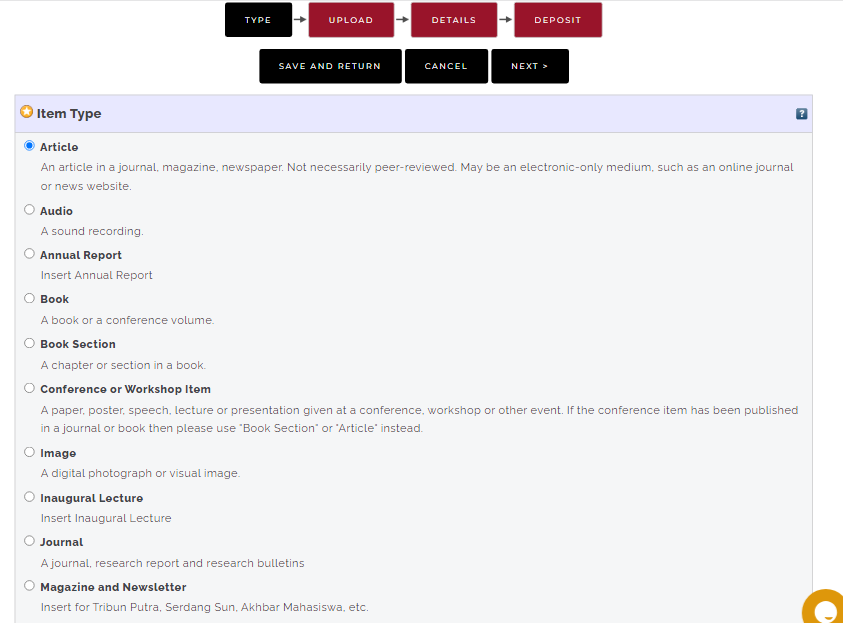 TYPE UPLOAD DETAILS DEPOSIT
SAVE AND RETURN CANCEL NEXT >
Item Type ?
Article
An article in a journal, magazine, newspaper. Not necessarily peer-reviewed. May be an electronic-only medium, such as an online journal
or news website.
Audio
A sound recording.
Annual Report
Insert Annual Report
Book
A book or a conference volume.
Book Section
A chapter or section in a book.
Conference or Workshop Item
A paper, poster, speech, lecture or presentation given at a conference, workshop or other event. If the conference item has been published
in a journal or book then please use "Book Section" or "Article" instead.
Image
A digital photograph or visual image.
Inaugural Lecture
Insert Inaugural Lecture
Journal
A journal, research report and research bulletins
Magazine and Newsletter
Insert for Tribun Putra, Serdang Sun, Akhbar Mahasiswa, etc.